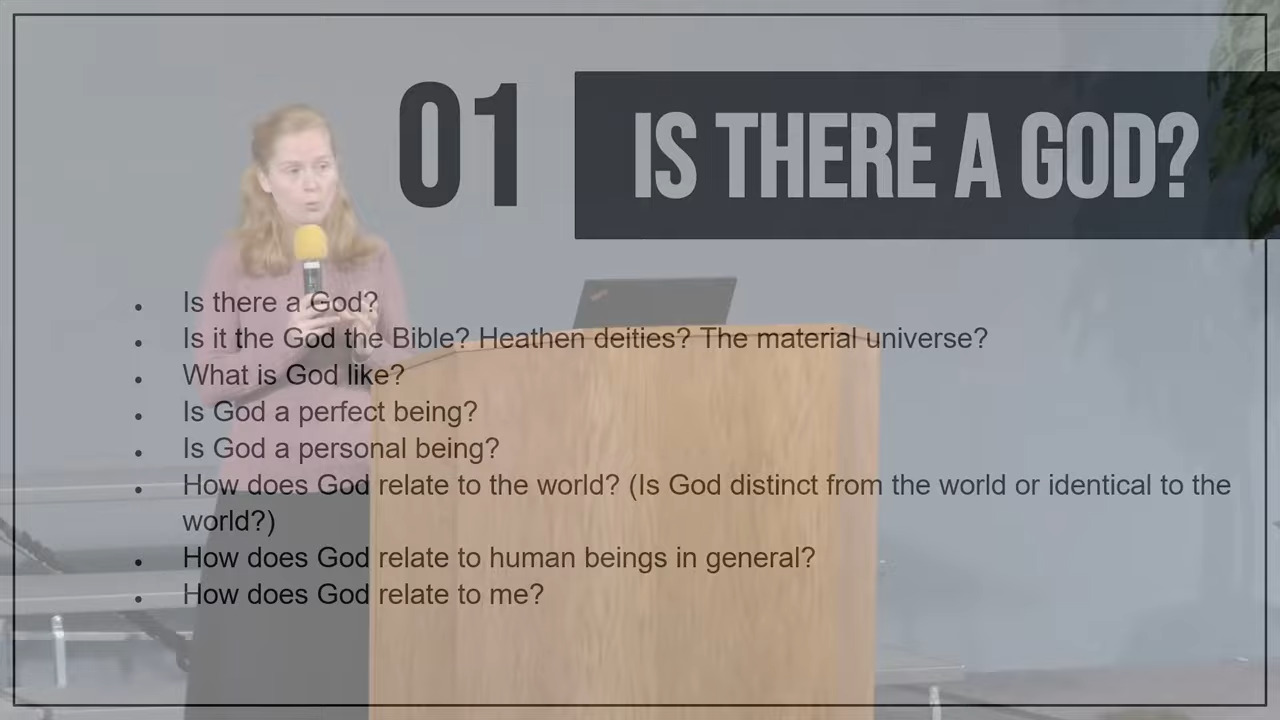 01
IS THERE A GOD?
• Is there a God?
• Is it the God the Bible? Heathen deities? The material universe?
• What is God like?
• Is God a perfect being?
• Is God a personal being?
• How does God relate to the world? (Is God distinct from the world or identical to the
world?)
• How does God relate to human beings in general?
• How does God relate to me?